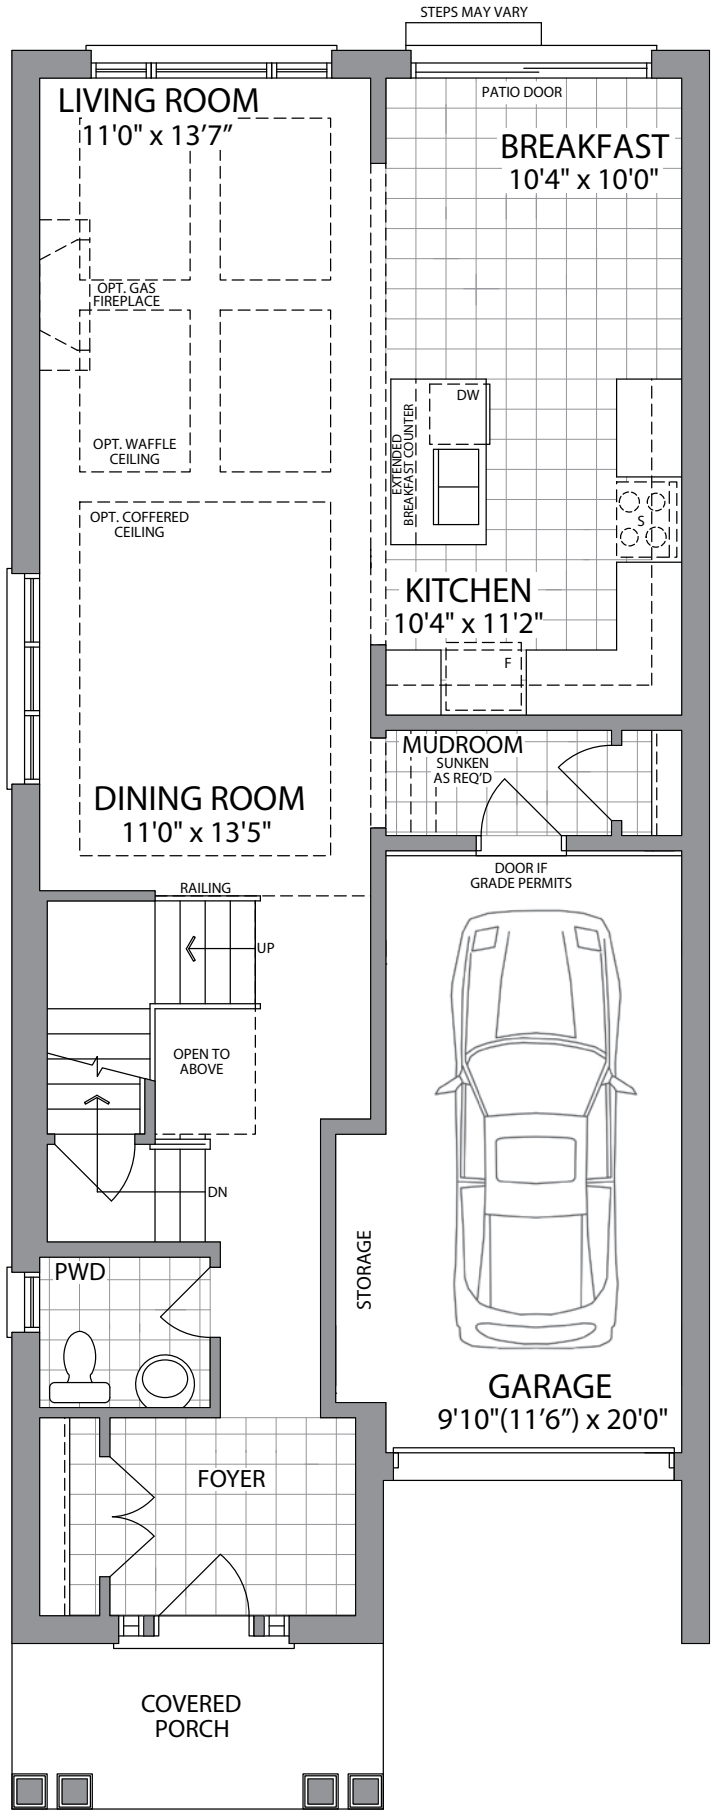 STEPS MAY VARY
PATIO DOOR
LIVING ROOM
11'0" x 13'7"
BREAKFAST
10'4" x 10'0"
OPT. GAS
FIREPLACE
OPT. WAFFLE
CEILING
DW
EXTENDED
BREAKFAST COUNTER
S
OPT. COFFERED
CEILING
KITCHEN
10'4" x 11'2"
F
MUDROOM
SUNKEN
AS REQ'D
DINING ROOM
11'0" x 13'5"
DOOR IF
GRADE PERMITS
RAILING
UP
OPEN TO
ABOVE
DN
STORAGE
PWD
GARAGE
9'10"(11'6") x 20'0"
FOYER
COVERED
PORCH